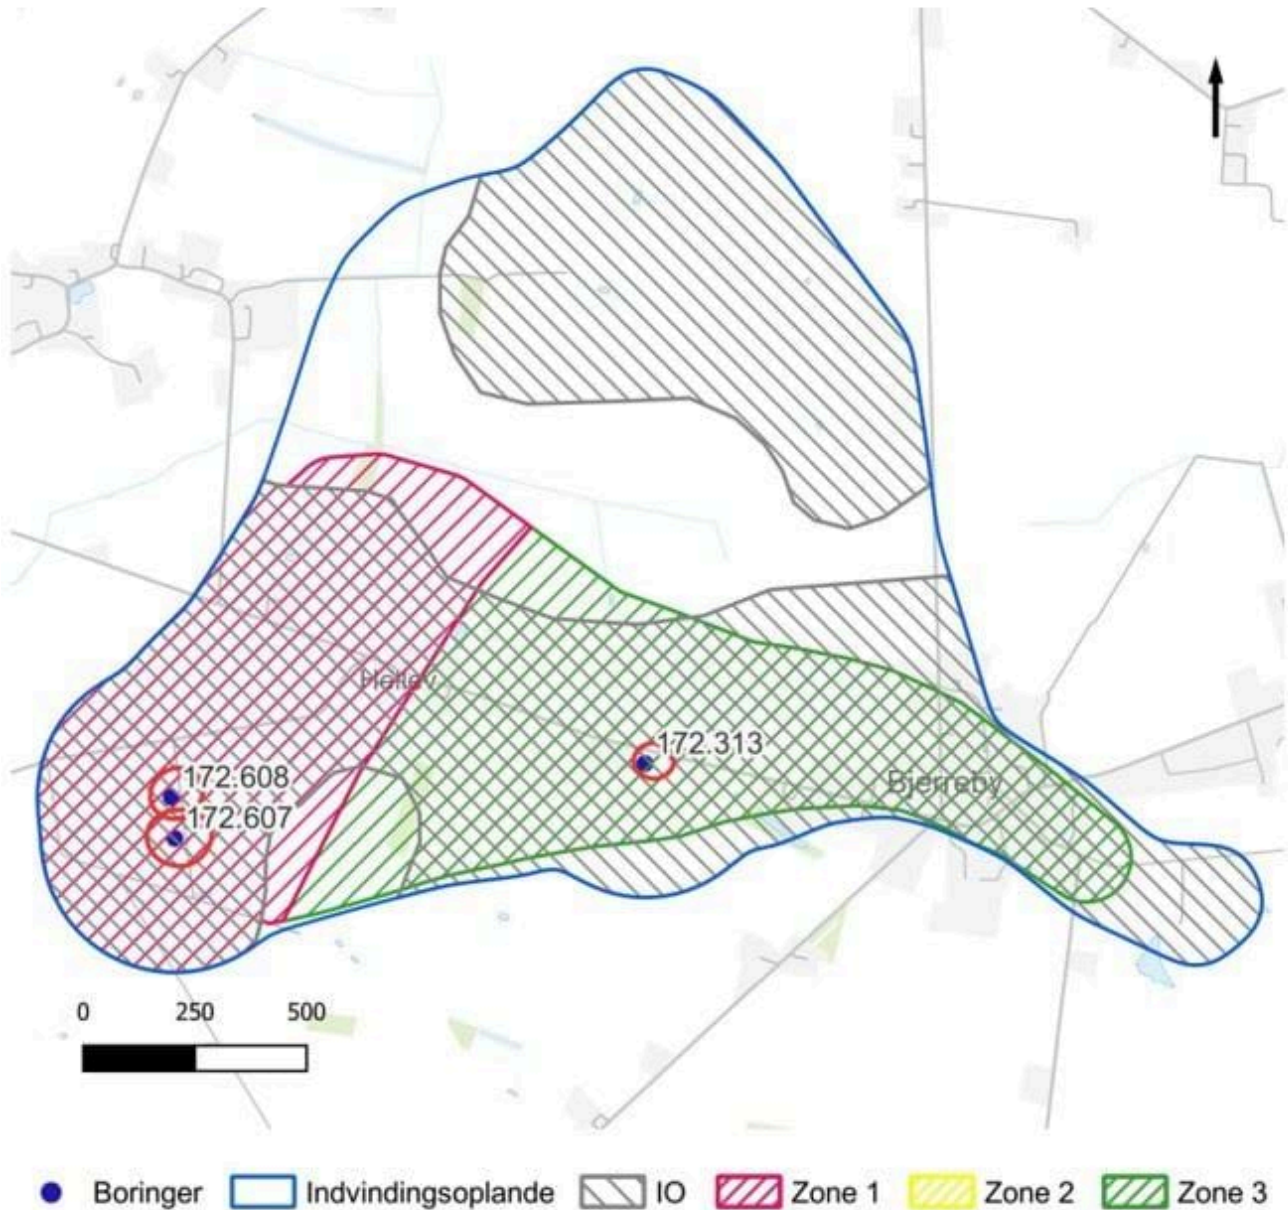 Hellev
172.313
172.608
Bjerreby
172.607
0 250 500
Boringer Indvindingsoplande IO Zone 1 Zone 2 Zone 3